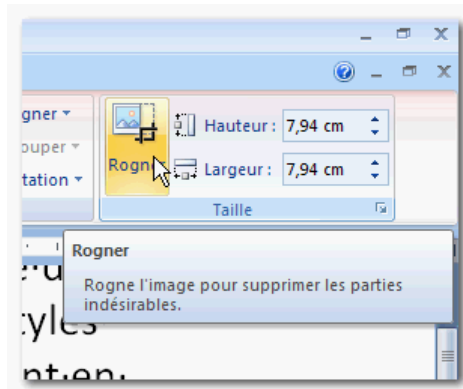 gner
ouper
tation
Rogner
Hauteur : 7,94 cm
Largeur : 7,94 cm
Taille
Rogner
Rogne l'image pour supprimer les parties
indésirables.
tyles
nt·en·